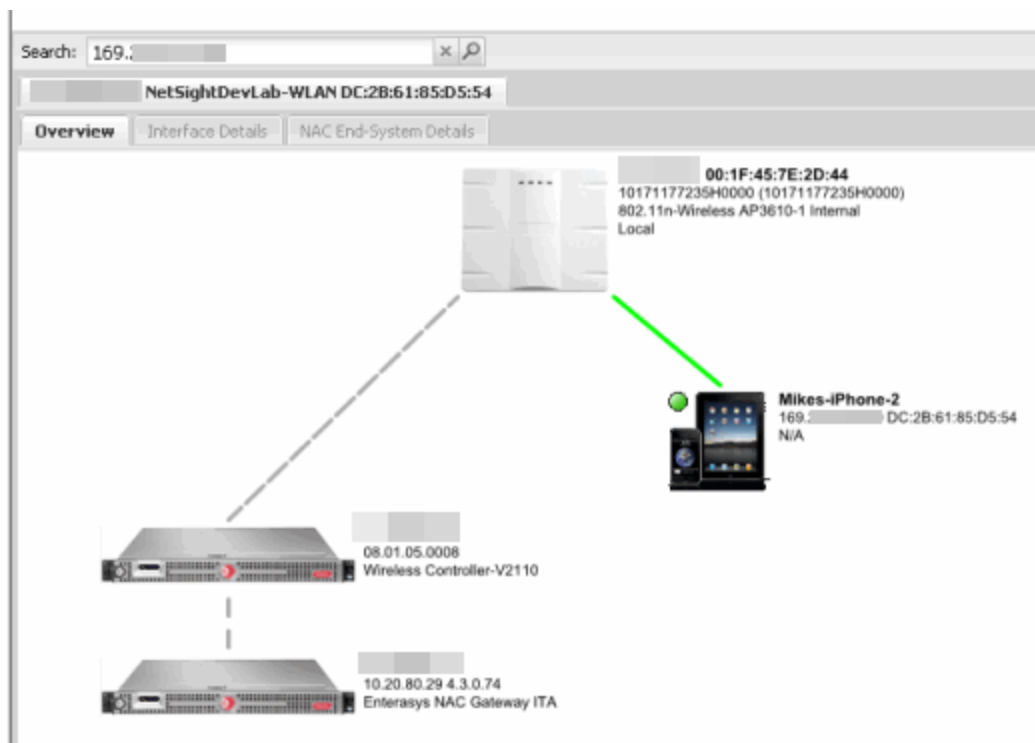 Search: 169.
NetSightDevLab-WLAN DC:2B:61:85:D5:54
Overview Interface Details NAC End-System Details
00:1F:45:7E:2D:44
10171177235H0000 (10171177235H0000)
802.11n-Wireless AP3610-1 Internal
Local
Mikes-iPhone-2
169. DC:2B:61:85:D5:54
N/A
08.01.05.0008
Wireless Controller-V2110
10.20.80.29 4.3.0.74
Enterasys NAC Gateway ITA